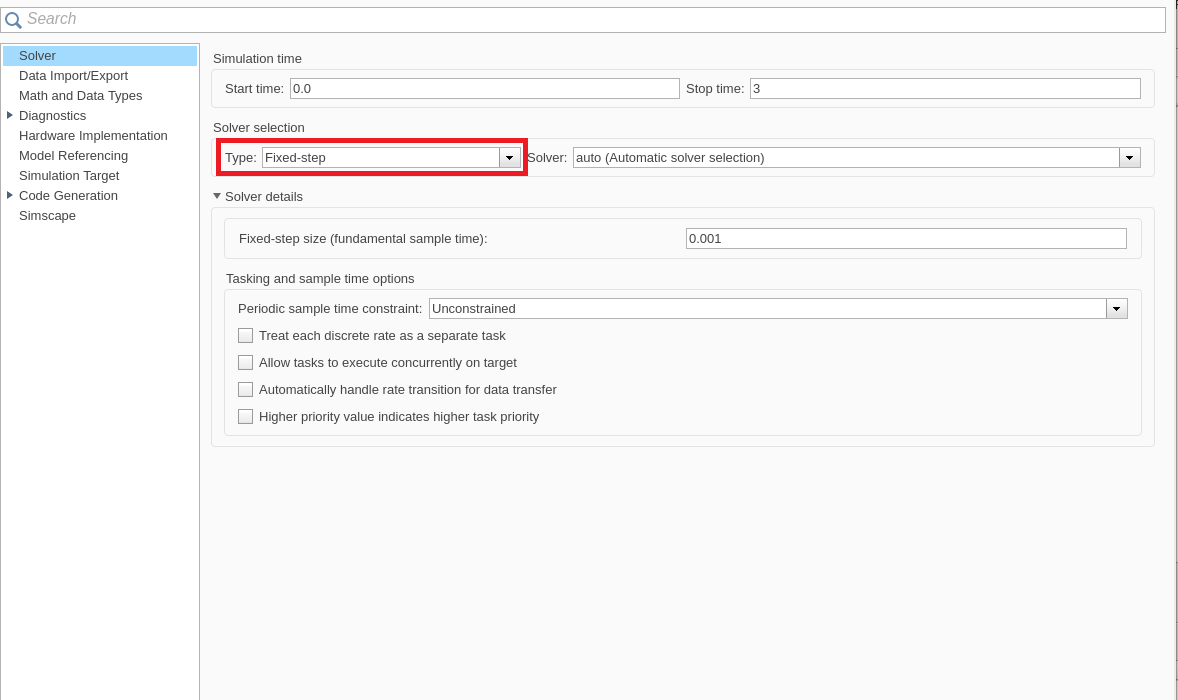 Search
Solver
Data Import/Export
Math and Data Types
Diagnostics
Hardware Implementation
Model Referencing
Simulation Target
Code Generation
Simscape
Simulation time
Start time: 0.0 Stop time: 3
Solver selection
Type: Fixed-step Solver: auto (Automatic solver selection)
Solver details
Fixed-step size (fundamental sample time): 0.001
Tasking and sample time options
Periodic sample time constraint: Unconstrained
Treat each discrete rate as a separate task
Allow tasks to execute concurrently on target
Automatically handle rate transition for data transfer
Higher priority value indicates higher task priority